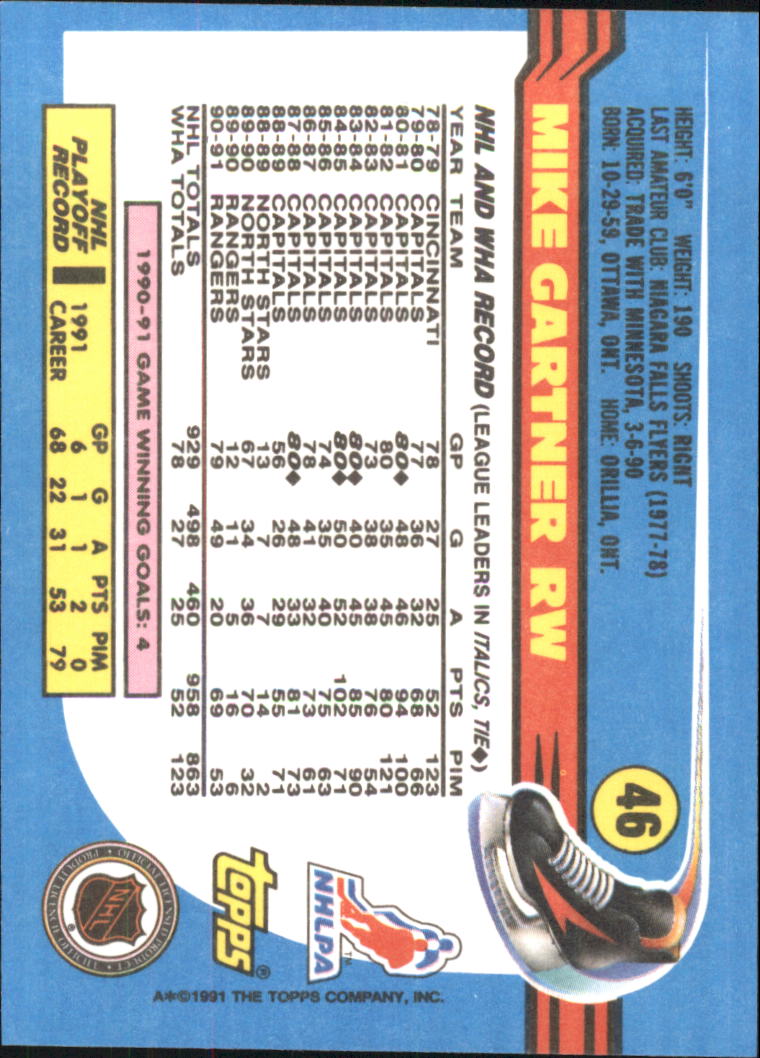 HEIGHT: 6'0" WEIGHT: 190 SHOOTS: RIGHT
LAST AMATEUR CLUB: NIAGARA FALLS FLYERS (1977-78)
ACQUIRED: TRADE WITH MINNESOTA, 3-6-90
BORN: 10-29-59, OTTAWA, ONT. HOME: ORILLIA, ONT.
46
MIKE GARTNER RW
NHL AND WHA RECORD (LEAGUE LEADERS IN ITALICS, TIE◆)
YEAR TEAM GP G A PTS PIM
78-79 CINCINNATI 78 27 25 52 123
79-80 CAPITALS 77 36 32 68 66
80-81 CAPITALS 80◆ 48 46 94 100
81-82 CAPITALS 80 35 45 80 121
82-83 CAPITALS 73 38 38 76 54
83-84 CAPITALS 80◆ 40 45 85 90
84-85 CAPITALS 80◆ 50 52 102 71
85-86 CAPITALS 74 35 40 75 63
86-87 CAPITALS 78 41 32 73 61
87-88 CAPITALS 80◆ 48 33 81 73
88-89 CAPITALS 56 26 29 55 71
88-89 NORTH STARS 13 7 7 14 2
89-90 NORTH STARS 67 34 36 70 32
89-90 RANGERS 12 11 5 16 6
90-91 RANGERS 79 49 20 69 53
NHL TOTALS 929 498 460 958 863
WHA TOTALS 78 27 25 52 123
1990-91 GAME WINNING GOALS: 4
NHL PLAYOFF RECORD
GP G A PTS PIM
1991 6 1 1 2 0
CAREER 68 22 31 53 79
NHLPA™
TOPPS®
NHL®
• OFFICIAL LICENSED PRODUCT •
A✻©1991 THE TOPPS COMPANY, INC.